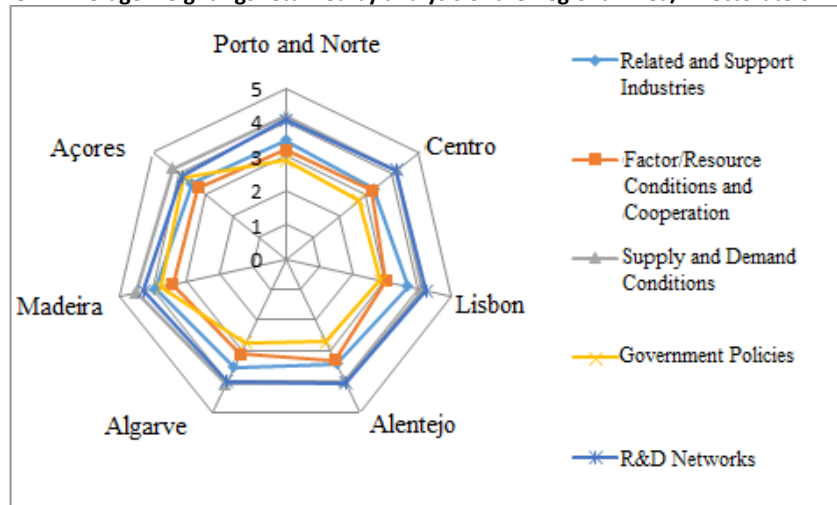 Porto and Norte
5
4
3
2
1
0
Centro
Lisbon
Alentejo
Algarve
Madeira
Açores
Related and Support
Industries
Factor/Resource
Conditions and
Cooperation
Supply and Demand
Conditions
Government Policies
R&D Networks